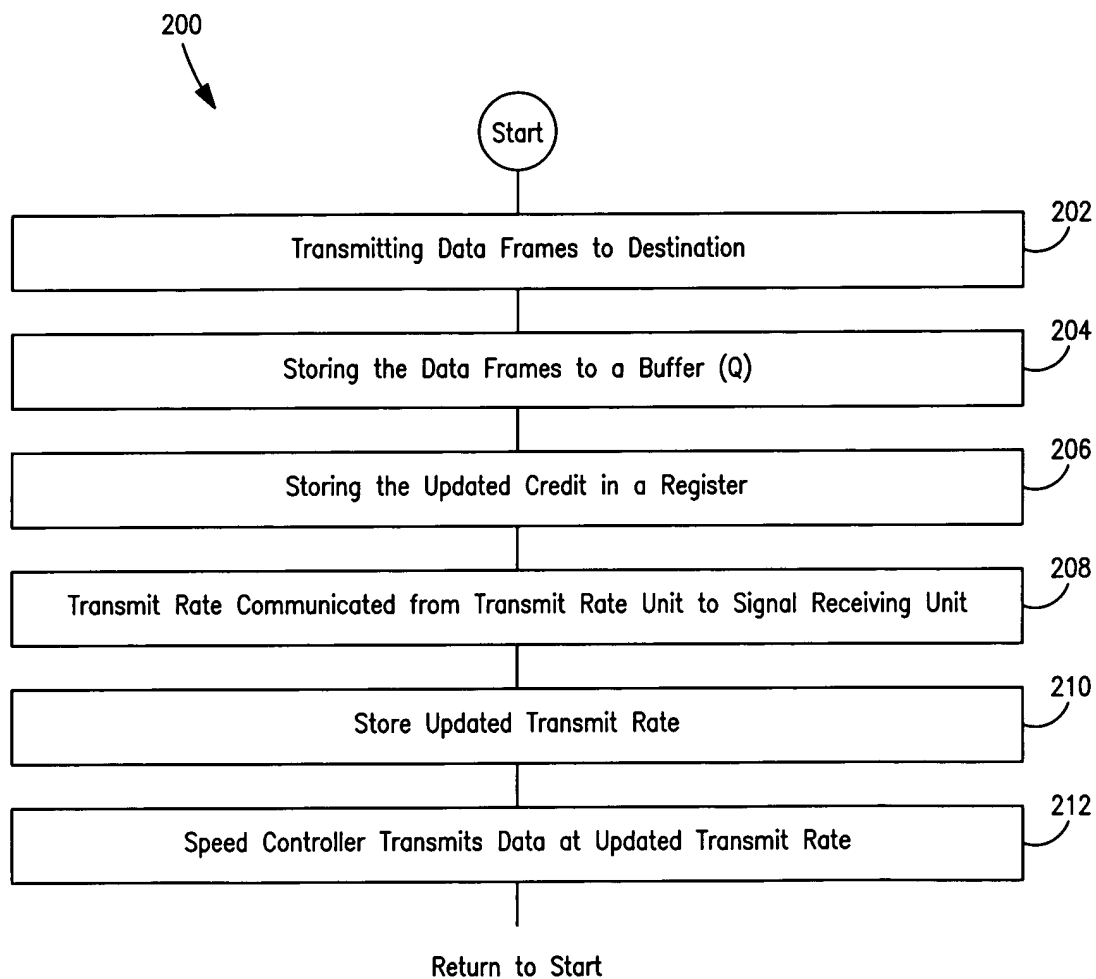 200
Start
202
Transmitting Data Frames to Destination
204
Storing the Data Frames to a Buffer (Q)
206
Storing the Updated Credit in a Register
208
Transmit Rate Communicated from Transmit Rate Unit to Signal Receiving Unit
210
Store Updated Transmit Rate
212
Speed Controller Transmits Data at Updated Transmit Rate
Return to Start